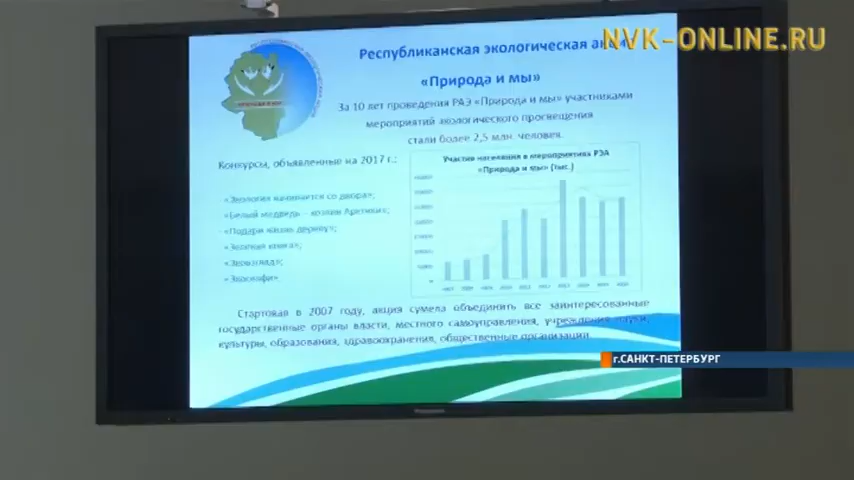 NVK-ONLINE.RU
Республиканская экологическая акция
«Природа и мы»
За 10 лет проведения РАЭ «Природа и мы» участниками
мероприятий экологического просвещения
стали более 2,5 млн. человек.
Конкурсы, объявленные на 2017 г.:
- «Экология начинается со двора»;
- «Белый медведь - хозяин Арктики»;
- «Подари жизнь дереву»;
- «Зеленая книга»;
- «Экосэлфи»
Участие населения в мероприятиях РЭА
«Природа и мы» (тыс.)
Стартовав в 2007 году, акция сумела объединить все заинтересованные
государственные органы власти, местного самоуправления, учреждения науки,
культуры, образования, здравоохранения, общественные организации.
г.САНКТ-ПЕТЕРБУРГ